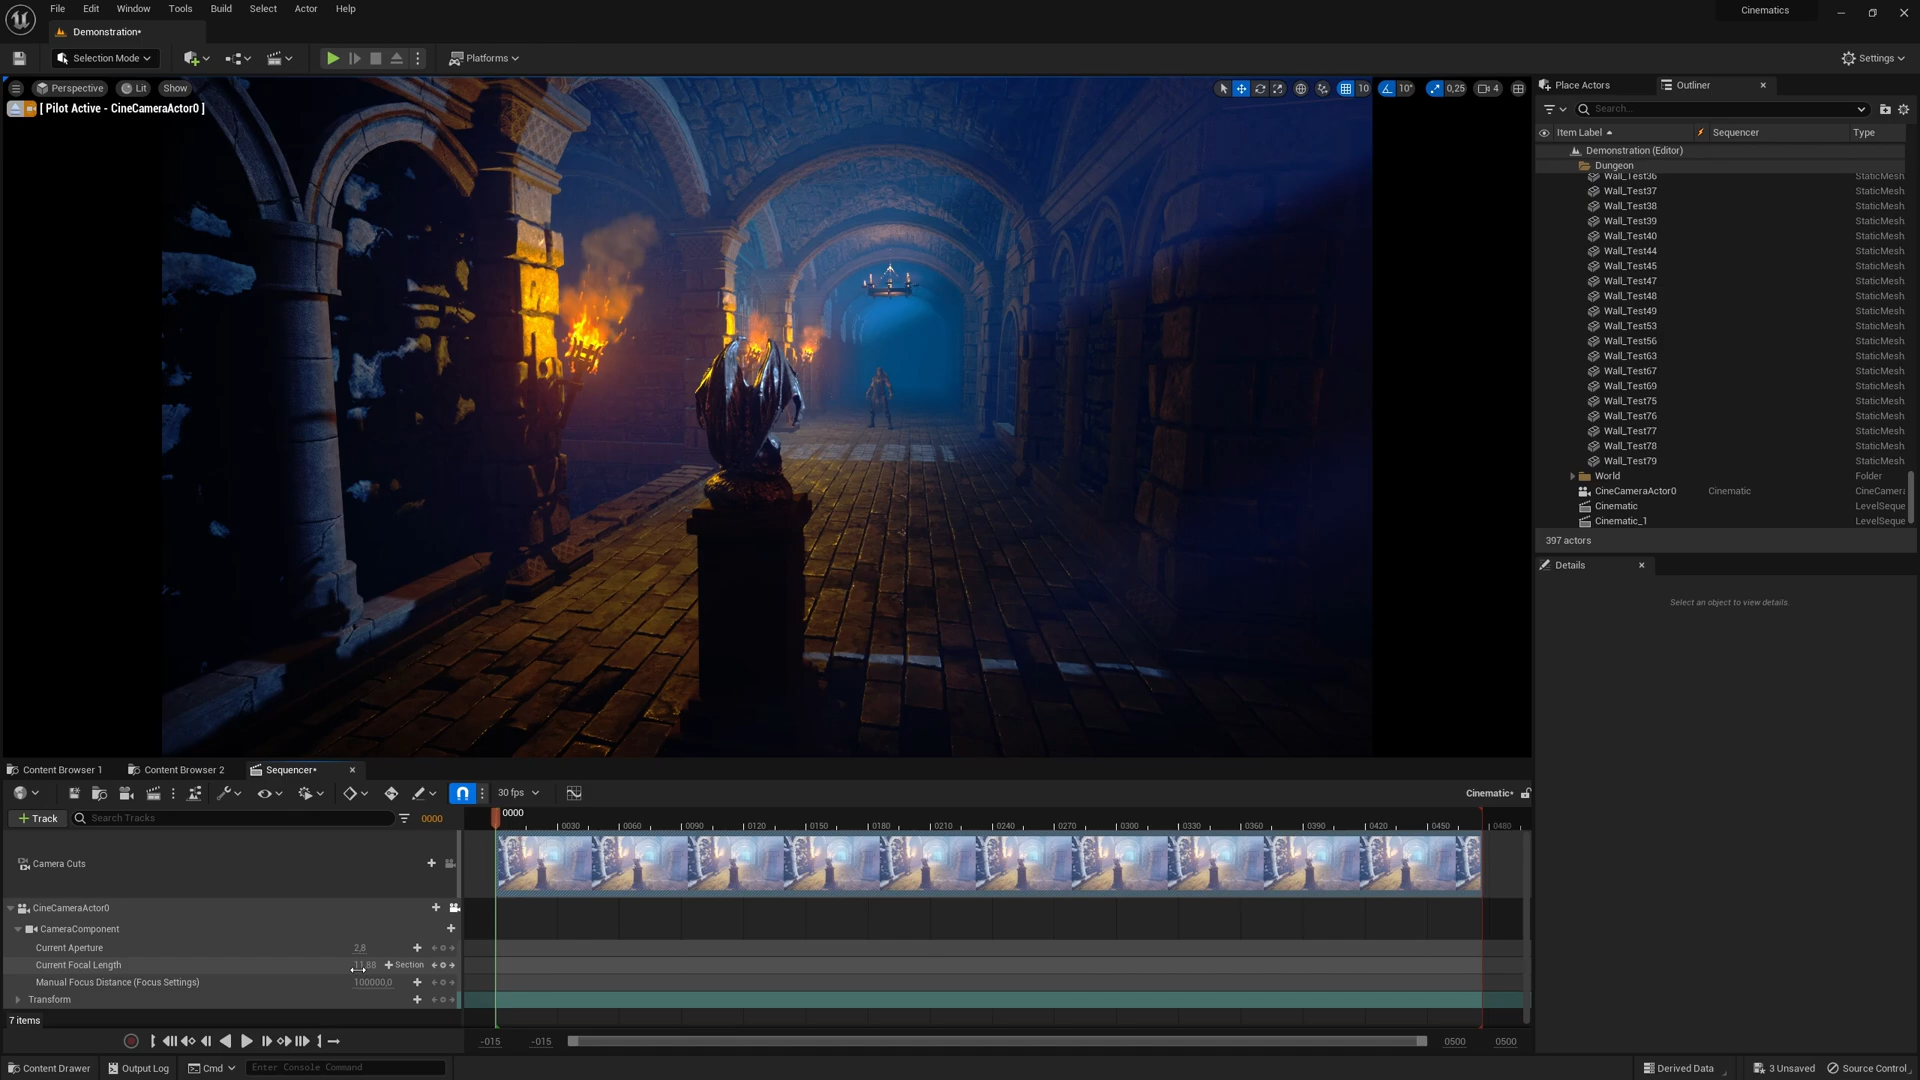 File Edit Window Tools Build Select Actor Help
Cinematics
Demonstration*
Selection Mode
Platforms
Settings
Perspective Lit Show
10 10° 0,25 4
[ Pilot Active - CineCameraActor0 ]
Place Actors Outliner
Search...
Item Label Sequencer Type
Demonstration (Editor)
Dungeon
Wall_Test36 StaticMesh
Wall_Test37 StaticMesh
Wall_Test38 StaticMesh
Wall_Test39 StaticMesh
Wall_Test40 StaticMesh
Wall_Test44 StaticMesh
Wall_Test45 StaticMesh
Wall_Test47 StaticMesh
Wall_Test48 StaticMesh
Wall_Test49 StaticMesh
Wall_Test53 StaticMesh
Wall_Test56 StaticMesh
Wall_Test63 StaticMesh
Wall_Test67 StaticMesh
Wall_Test69 StaticMesh
Wall_Test75 StaticMesh
Wall_Test76 StaticMesh
Wall_Test77 StaticMesh
Wall_Test78 StaticMesh
Wall_Test79 StaticMesh
World Folder
CineCameraActor0 Cinematic CineCamera
Cinematic LevelSeque
Cinematic_1 LevelSeque
397 actors
Details
Select an object to view details.
Content Browser 1 Content Browser 2 Sequencer*
30 fps
Cinematic*
Track
Search Tracks
0000
0000
0030 0060 0090 0120 0150 0180 0210 0240 0270 0300 0330 0360 0390 0420 0450 0480
Camera Cuts
CineCameraActor0
CameraComponent
Current Aperture 2,8
Current Focal Length 11,88 Section
Manual Focus Distance (Focus Settings) 100000,0
Transform
7 items
-015 -015 0500 0500
Content Drawer Output Log Cmd Enter Console Command
Derived Data 3 Unsaved Source Control